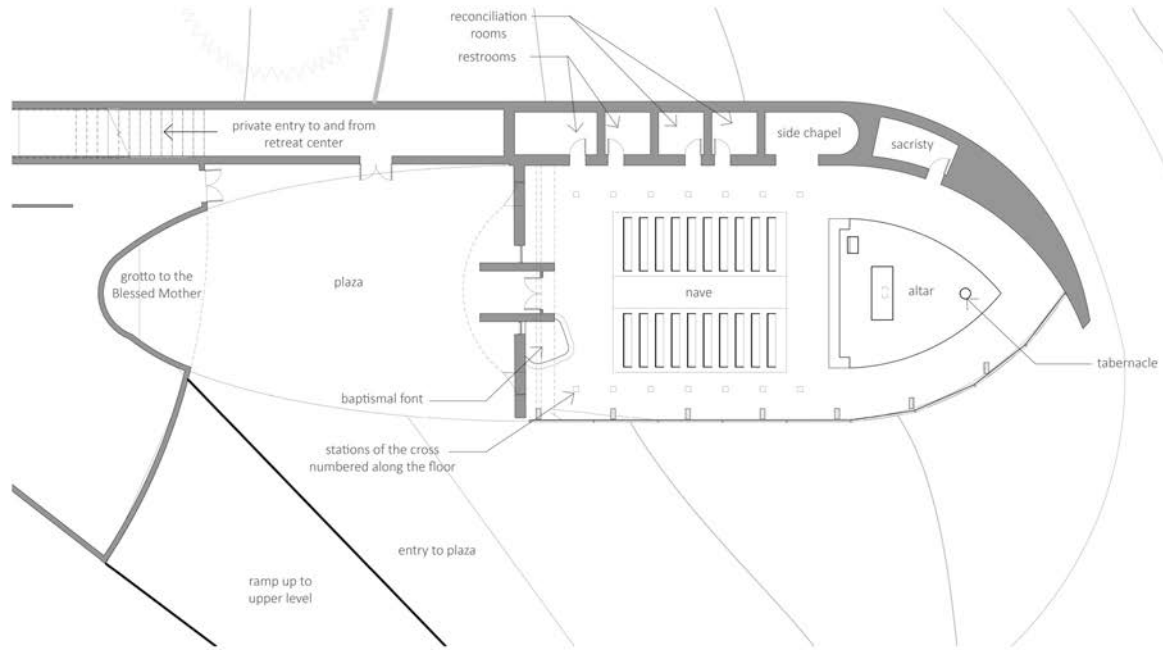 reconciliation
rooms
restrooms
private entry to and from
retreat center
side chapel
sacristy
grotto to the
Blessed Mother
plaza
nave
altar
tabernacle
baptismal font
stations of the cross
numbered along the floor
entry to plaza
ramp up to
upper level